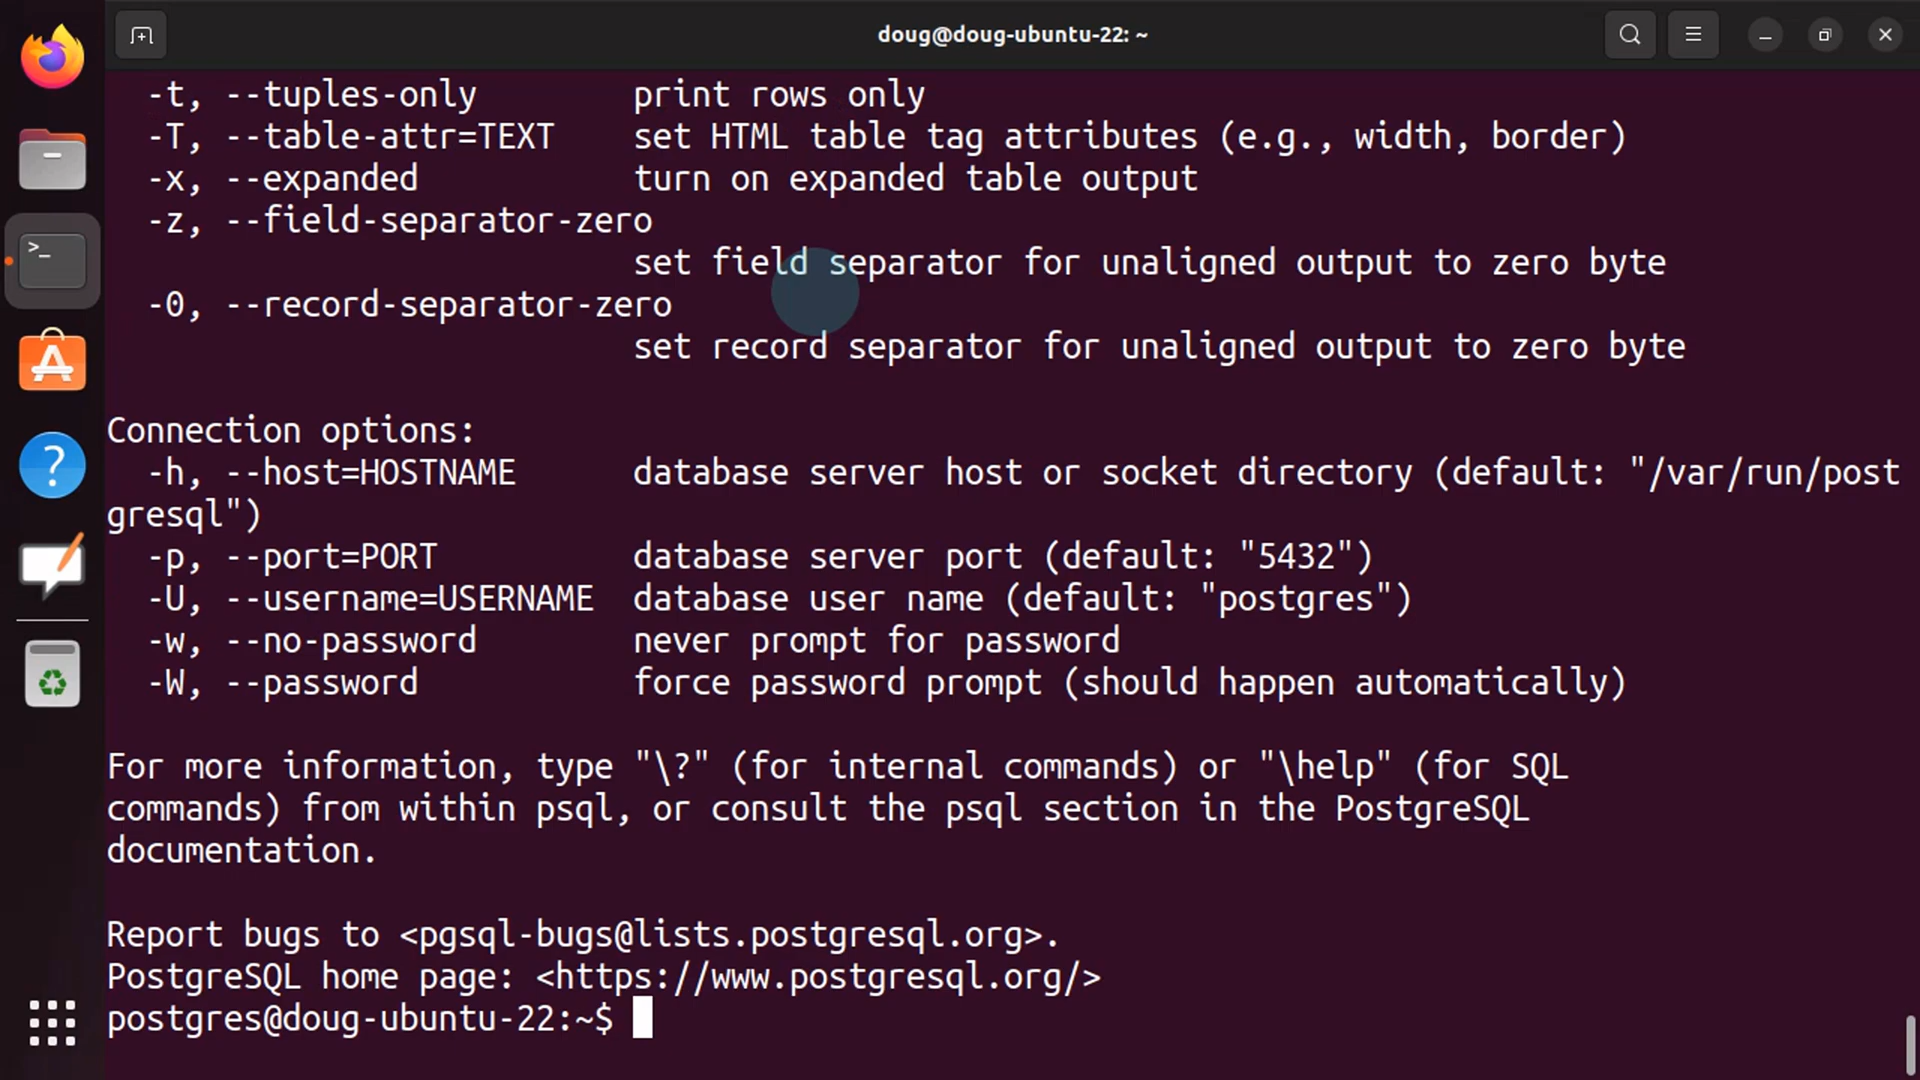 doug@doug-ubuntu-22: ~
-t, --tuples-only        print rows only
-T, --table-attr=TEXT    set HTML table tag attributes (e.g., width, border)
-x, --expanded           turn on expanded table output
-z, --field-separator-zero
set field separator for unaligned output to zero byte
-0, --record-separator-zero
set record separator for unaligned output to zero byte
Connection options:
-h, --host=HOSTNAME      database server host or socket directory (default: "/var/run/post
gresql")
-p, --port=PORT          database server port (default: "5432")
-U, --username=USERNAME  database user name (default: "postgres")
-w, --no-password        never prompt for password
-W, --password           force password prompt (should happen automatically)
For more information, type "\?" (for internal commands) or "\help" (for SQL
commands) from within psql, or consult the psql section in the PostgreSQL
documentation.
Report bugs to <pgsql-bugs@lists.postgresql.org>.
PostgreSQL home page: <https://www.postgresql.org/>
postgres@doug-ubuntu-22:~$